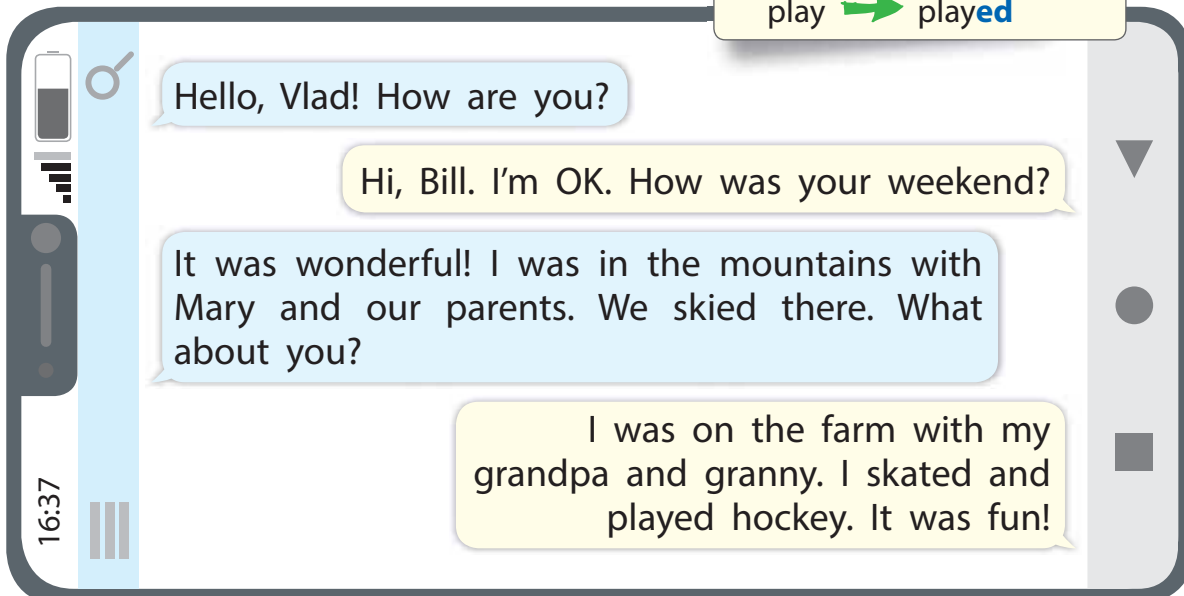 play played
Hello, Vlad! How are you?
Hi, Bill. I'm OK. How was your weekend?
It was wonderful! I was in the mountains with
Mary and our parents. We skied there. What
about you?
I was on the farm with my
grandpa and granny. I skated and
played hockey. It was fun!
16:37